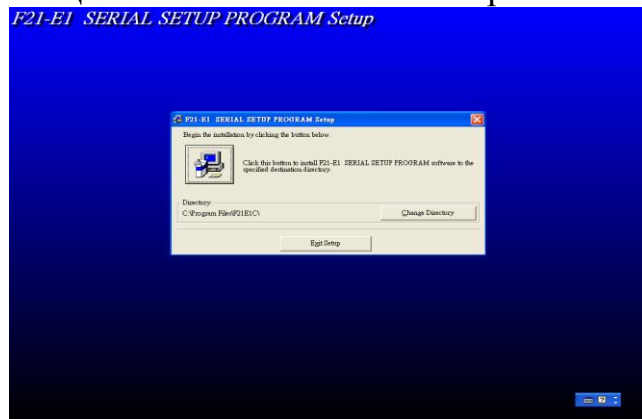 F21-E1 SERIAL SETUP PROGRAM Setup
F21-E1 SERIAL SETUP PROGRAM Setup
Begin the installation by clicking the button below.
Click this button to install F21-E1 SERIAL SETUP PROGRAM software to the
specified destination directory.
Directory:
C:\Program Files\F21E1C\
Change Directory
Exit Setup